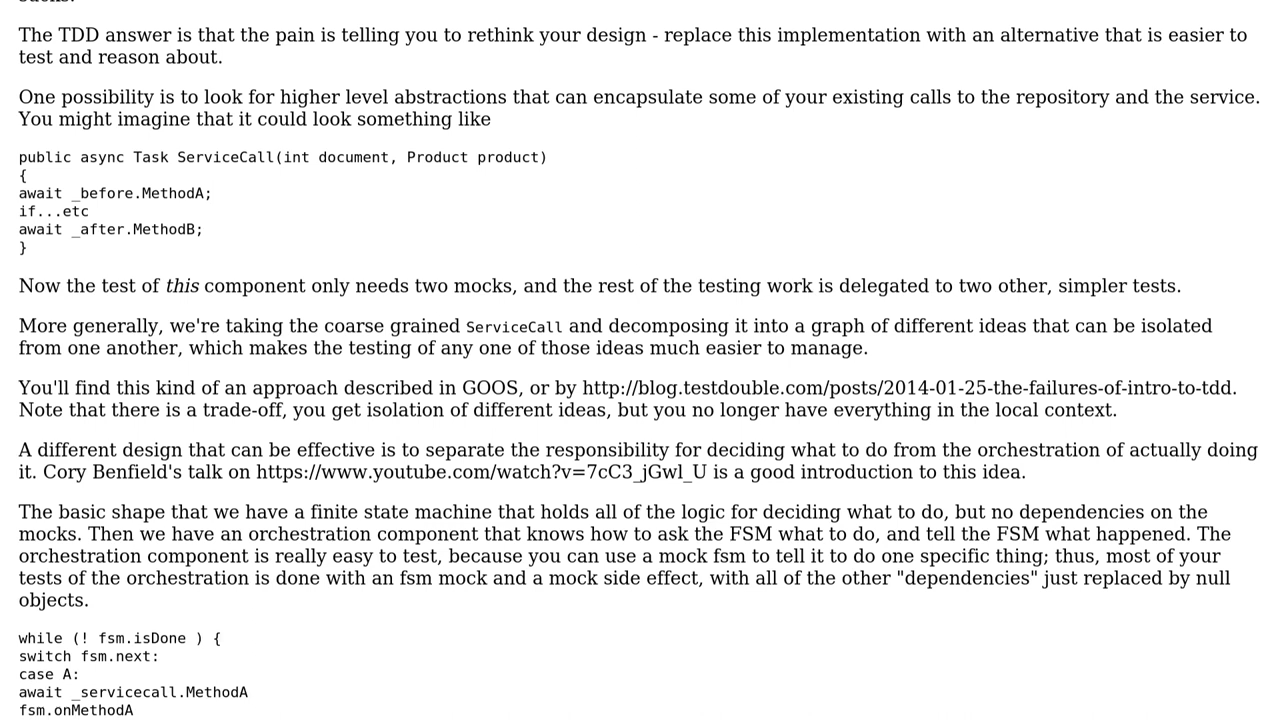 The TDD answer is that the pain is telling you to rethink your design - replace this implementation with an alternative that is easier to
test and reason about.
One possibility is to look for higher level abstractions that can encapsulate some of your existing calls to the repository and the service.
You might imagine that it could look something like
public async Task ServiceCall(int document, Product product)
{
await _before.MethodA;
if...etc
await _after.MethodB;
}
Now the test of this component only needs two mocks, and the rest of the testing work is delegated to two other, simpler tests.
More generally, we're taking the coarse grained ServiceCall and decomposing it into a graph of different ideas that can be isolated
from one another, which makes the testing of any one of those ideas much easier to manage.
You'll find this kind of an approach described in GOOS, or by http://blog.testdouble.com/posts/2014-01-25-the-failures-of-intro-to-tdd.
Note that there is a trade-off, you get isolation of different ideas, but you no longer have everything in the local context.
A different design that can be effective is to separate the responsibility for deciding what to do from the orchestration of actually doing
it. Cory Benfield's talk on https://www.youtube.com/watch?v=7cC3_jGwl_U is a good introduction to this idea.
The basic shape that we have a finite state machine that holds all of the logic for deciding what to do, but no dependencies on the
mocks. Then we have an orchestration component that knows how to ask the FSM what to do, and tell the FSM what happened. The
orchestration component is really easy to test, because you can use a mock fsm to tell it to do one specific thing; thus, most of your
tests of the orchestration is done with an fsm mock and a mock side effect, with all of the other "dependencies" just replaced by null
objects.
while (! fsm.isDone ) {
switch fsm.next:
case A:
await _servicecall.MethodA
fsm.onMethodA